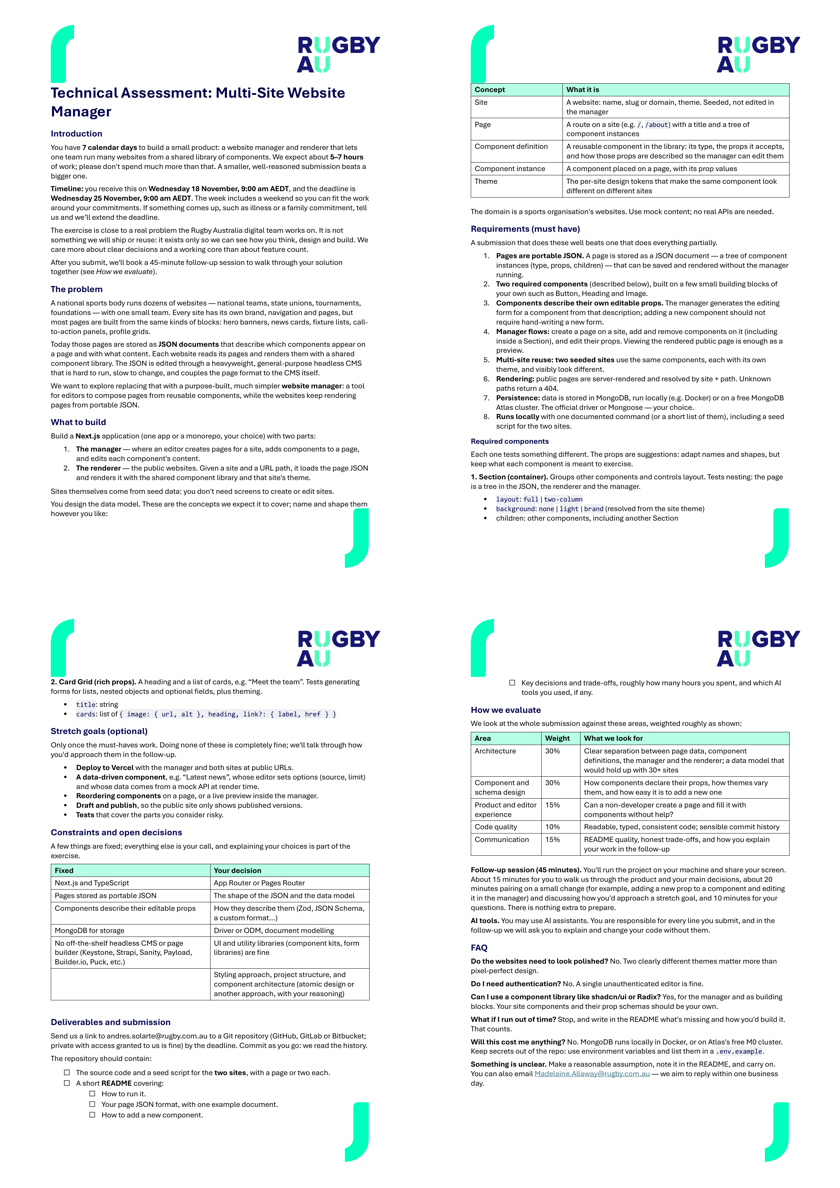 RUGBY
AU
Technical Assessment: Multi-Site Website
Manager
Introduction
You have 7 calendar days to build a small product: a website manager and renderer that lets
one team run many websites from a shared library of components. We expect about 5–7 hours
of work; please don't spend much more than that. A smaller, well-reasoned submission beats a
bigger one.
Timeline: you receive this on Wednesday 18 November, 9:00 am AEDT, and the deadline is
Wednesday 25 November, 9:00 am AEDT. The week includes a weekend so you can fit the work
around your commitments. If something comes up, such as illness or a family commitment, tell
us and we'll extend the deadline.
The exercise is close to a real problem the Rugby Australia digital team works on. It is not
something we will ship or reuse: it exists only so we can see how you think, design and build. We
care more about clear decisions and a working core than about feature count.
After you submit, we'll book a 45-minute follow-up session to walk through your solution
together (see How we evaluate).
The problem
A national sports body runs dozens of websites — national teams, state unions, tournaments,
foundations — with one small team. Every site has its own brand, navigation and pages, but
most pages are built from the same kinds of blocks: hero banners, news cards, fixture lists, call-
to-action panels, profile grids.
Today those pages are stored as JSON documents that describe which components appear on
a page and with what content. Each website reads its pages and renders them with a shared
component library. The JSON is edited through a heavyweight, general-purpose headless CMS
that is hard to run, slow to change, and couples the page format to the CMS itself.
We want to explore replacing that with a purpose-built, much simpler website manager: a tool
for editors to compose pages from reusable components, while the websites keep rendering
pages from portable JSON.
What to build
Build a Next.js application (one app or a monorepo, your choice) with two parts:
1. The manager — where an editor creates pages for a site, adds components to a page,
and edits each component's content.
2. The renderer — the public websites. Given a site and a URL path, it loads the page JSON
and renders it with the shared component library and that site's theme.
Sites themselves come from seed data: you don't need screens to create or edit sites.
You design the data model. These are the concepts we expect it to cover; name and shape them
however you like:
RUGBY
AU
Concept What it is
Site A website: name, slug or domain, theme. Seeded, not edited in
the manager
Page A route on a site (e.g. /, /about) with a title and a tree of
component instances
Component definition A reusable component in the library: its type, the props it accepts,
and how those props are described so the manager can edit them
Component instance A component placed on a page, with its prop values
Theme The per-site design tokens that make the same component look
different on different sites
The domain is a sports organisation's websites. Use mock content; no real APIs are needed.
Requirements (must have)
A submission that does these well beats one that does everything partially.
1. Pages are portable JSON. A page is stored as a JSON document — a tree of component
instances (type, props, children) — that can be saved and rendered without the manager
running.
2. Two required components (described below), built on a few small building blocks of
your own such as Button, Heading and Image.
3. Components describe their own editable props. The manager generates the editing
form for a component from that description; adding a new component should not
require hand-writing a new form.
4. Manager flows: create a page on a site, add and remove components on it (including
inside a Section), and edit their props. Viewing the rendered public page is enough as a
preview.
5. Multi-site reuse: two seeded sites use the same components, each with its own
theme, and visibly look different.
6. Rendering: public pages are server-rendered and resolved by site + path. Unknown
paths return a 404.
7. Persistence: data is stored in MongoDB, run locally (e.g. Docker) or on a free MongoDB
Atlas cluster. The official driver or Mongoose — your choice.
8. Runs locally with one documented command (or a short list of them), including a seed
script for the two sites.
Required components
Each one tests something different. The props are suggestions: adapt names and shapes, but
keep what each component is meant to exercise.
1. Section (container). Groups other components and controls layout. Tests nesting: the page
is a tree in the JSON, the renderer and the manager.
• layout: full | two-column
• background: none | light | brand (resolved from the site theme)
• children: other components, including another Section
RUGBY
AU
2. Card Grid (rich props). A heading and a list of cards, e.g. "Meet the team". Tests generating
forms for lists, nested objects and optional fields, plus theming.
• title: string
• cards: list of { image: { url, alt }, heading, link?: { label, href } }
Stretch goals (optional)
Only once the must-haves work. Doing none of these is completely fine; we'll talk through how
you'd approach them in the follow-up.
• Deploy to Vercel with the manager and both sites at public URLs.
• A data-driven component, e.g. "Latest news", whose editor sets options (source, limit)
and whose data comes from a mock API at render time.
• Reordering components on a page, or a live preview inside the manager.
• Draft and publish, so the public site only shows published versions.
• Tests that cover the parts you consider risky.
Constraints and open decisions
A few things are fixed; everything else is your call, and explaining your choices is part of the
exercise.
Fixed Your decision
Next.js and TypeScript App Router or Pages Router
Pages stored as portable JSON The shape of the JSON and the data model
Components describe their editable props How they describe them (Zod, JSON Schema,
a custom format...)
MongoDB for storage Driver or ODM, document modelling
No off-the-shelf headless CMS or page UI and utility libraries (component kits, form
builder (Keystone, Strapi, Sanity, Payload, libraries) are fine
Builder.io, Puck, etc.)
Styling approach, project structure, and
component architecture (atomic design or
another approach, with your reasoning)
Deliverables and submission
Send us a link to andres.solarte@rugby.com.au to a Git repository (GitHub, GitLab or Bitbucket;
private with access granted to us is fine) by the deadline. Commit as you go: we read the history.
The repository should contain:
☐ The source code and a seed script for the two sites, with a page or two each.
☐ A short README covering:
☐ How to run it.
☐ Your page JSON format, with one example document.
☐ How to add a new component.
RUGBY
AU
☐ Key decisions and trade-offs, roughly how many hours you spent, and which AI
tools you used, if any.
How we evaluate
We look at the whole submission against these areas, weighted roughly as shown:
Area Weight What we look for
Architecture 30% Clear separation between page data, component
definitions, the manager and the renderer; a data model that
would hold up with 30+ sites
Component and 30% How components declare their props, how themes vary
schema design them, and how easy it is to add a new one
Product and editor 15% Can a non-developer create a page and fill it with
experience components without help?
Code quality 10% Readable, typed, consistent code; sensible commit history
Communication 15% README quality, honest trade-offs, and how you explain
your work in the follow-up
Follow-up session (45 minutes). You'll run the project on your machine and share your screen.
About 15 minutes for you to walk us through the product and your main decisions, about 20
minutes pairing on a small change (for example, adding a new prop to a component and editing
it in the manager) and discussing how you'd approach a stretch goal, and 10 minutes for your
questions. There is nothing extra to prepare.
AI tools. You may use AI assistants. You are responsible for every line you submit, and in the
follow-up we will ask you to explain and change your code without them.
FAQ
Do the websites need to look polished? No. Two clearly different themes matter more than
pixel-perfect design.
Do I need authentication? No. A single unauthenticated editor is fine.
Can I use a component library like shadcn/ui or Radix? Yes, for the manager and as building
blocks. Your site components and their prop schemas should be your own.
What if I run out of time? Stop, and write in the README what's missing and how you'd build it.
That counts.
Will this cost me anything? No. MongoDB runs locally in Docker, or on Atlas's free M0 cluster.
Keep secrets out of the repo: use environment variables and list them in a .env.example.
Something is unclear. Make a reasonable assumption, note it in the README, and carry on.
You can also email Madelaine.Allaway@rugby.com.au — we aim to reply within one business
day.